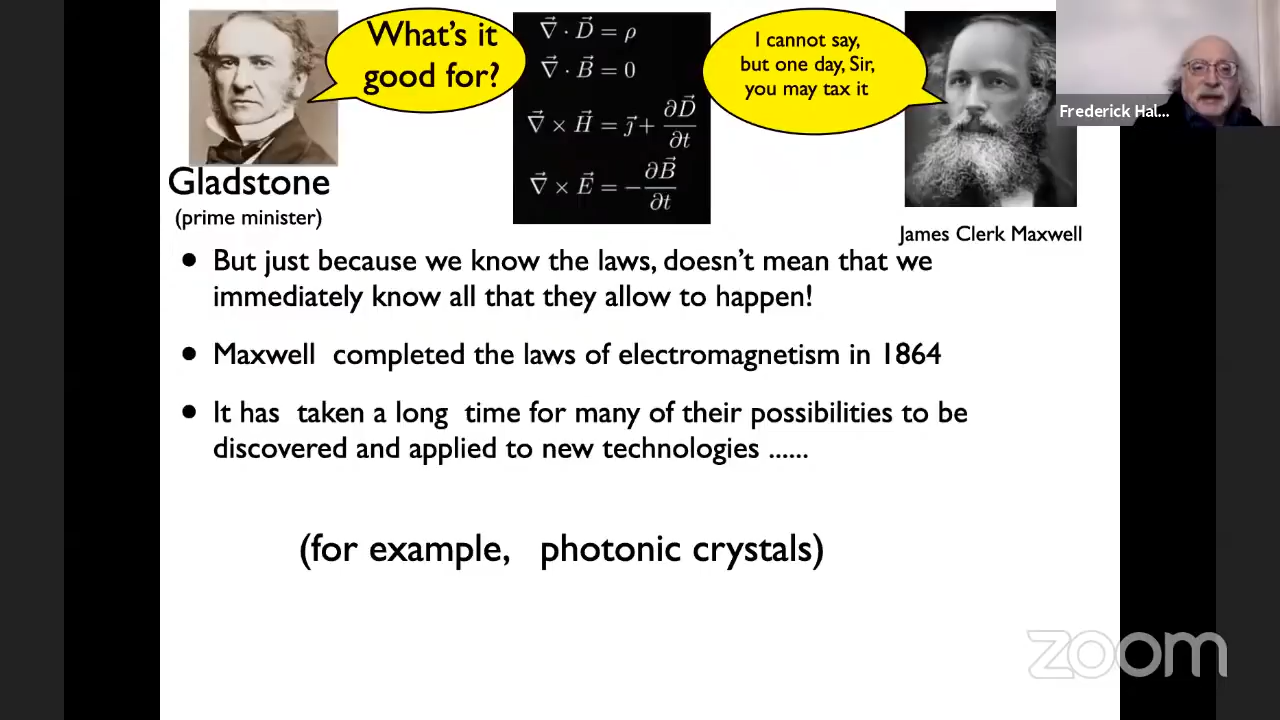 What's it
good for?
∇⃗ · D⃗ = ρ
∇⃗ · B⃗ = 0
∇⃗ × H⃗ = ȷ⃗ + ∂D⃗/∂t
∇⃗ × E⃗ = −∂B⃗/∂t
I cannot say,
but one day, Sir,
you may tax it
Frederick Hal...
Gladstone
(prime minister)
James Clerk Maxwell
• But just because we know the laws, doesn't mean that we
immediately know all that they allow to happen!
• Maxwell completed the laws of electromagnetism in 1864
• It has taken a long time for many of their possibilities to be
discovered and applied to new technologies ......
(for example, photonic crystals)
zoom